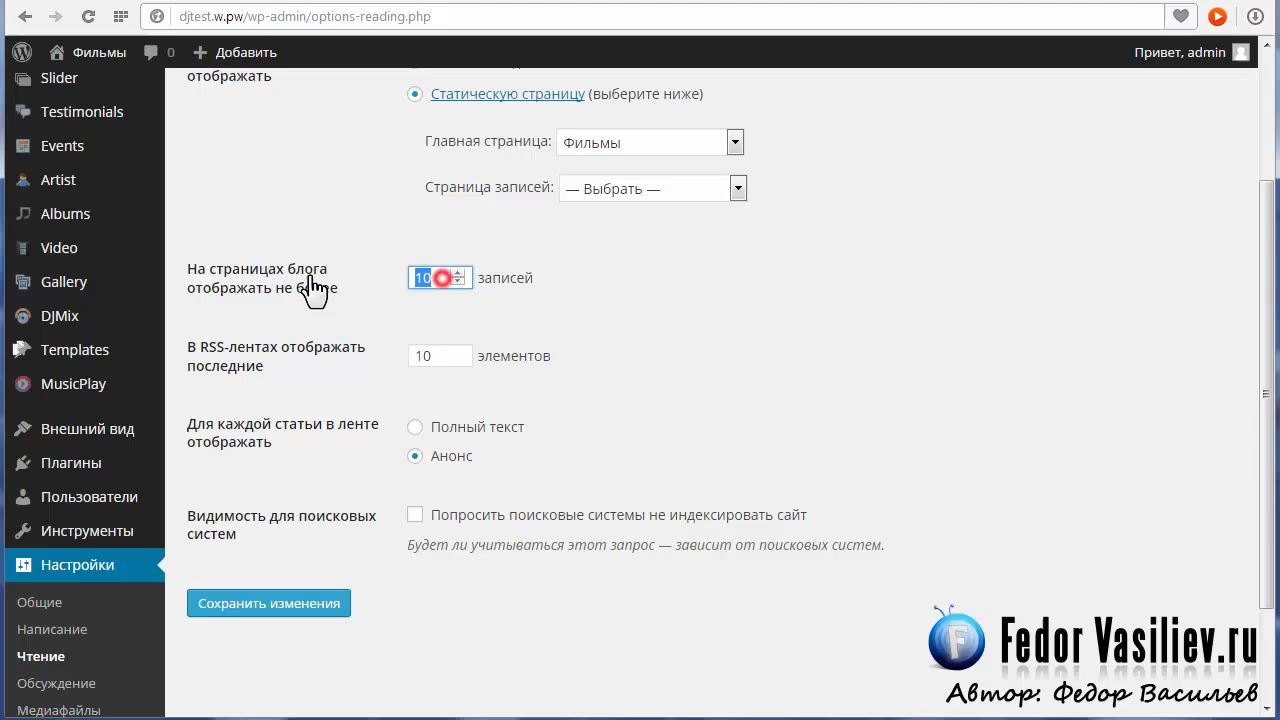 djtest.w.pw/wp-admin/options-reading.php
Фильмы 0 Добавить Привет, admin
Slider
Testimonials
Events
Artist
Albums
Video
Gallery
DJMix
Templates
MusicPlay
Внешний вид
Плагины
Пользователи
Инструменты
Настройки
Общие
Написание
Чтение
Обсуждение
Медиафайлы
отображать
Статическую страницу (выберите ниже)
Главная страница: Фильмы
Страница записей: — Выбрать —
На страницах блога
отображать не более
10 записей
В RSS-лентах отображать
последние
10 элементов
Для каждой статьи в ленте
отображать
Полный текст
Анонс
Видимость для поисковых
систем
Попросить поисковые системы не индексировать сайт
Будет ли учитываться этот запрос — зависит от поисковых систем.
Сохранить изменения
F Fedor Vasiliev.ru
Автор: Федор Васильев